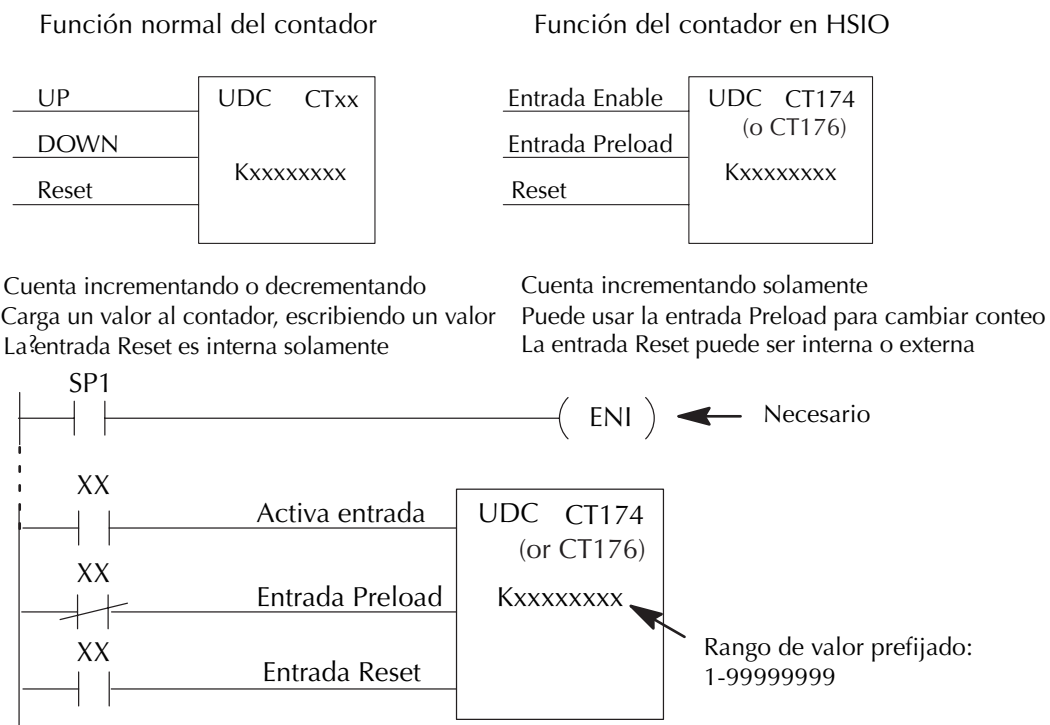 Función normal del contador
Función del contador en HSIO
UP
DOWN
Reset
UDC CTxx
Kxxxxxxxx
Entrada Enable
Entrada Preload
Reset
UDC CT174
(o CT176)
Kxxxxxxxx
Cuenta incrementando o decrementando
Carga un valor al contador, escribiendo un valor
La?entrada Reset es interna solamente
Cuenta incrementando solamente
Puede usar la entrada Preload para cambiar conteo
La entrada Reset puede ser interna o externa
SP1
ENI
Necesario
XX
Activa entrada
XX
Entrada Preload
XX
Entrada Reset
UDC CT174
(or CT176)
Kxxxxxxxx
Rango de valor prefijado:
1-99999999